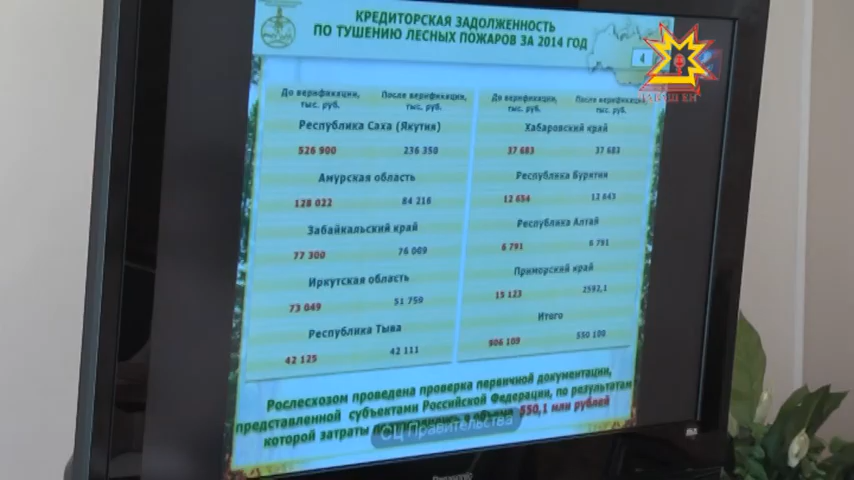 КРЕДИТОРСКАЯ ЗАДОЛЖЕННОСТЬ
ПО ТУШЕНИЮ ЛЕСНЫХ ПОЖАРОВ ЗА 2014 ГОД
4
До верификации, тыс. руб.
После верификации, тыс. руб.
Республика Саха (Якутия)
526 900 236 350
Амурская область
128 022 84 216
Забайкальский край
77 300 76 009
Иркутская область
73 049 51 759
Республика Тыва
42 125 42 111
До верификации, тыс. руб.
После верификации, тыс. руб.
Хабаровский край
37 683 37 683
Республика Бурятия
12 643
Республика Алтай
6 791 6 791
Приморский край
15 123 2592,1
Итого
906 109 550 100
Рослесхозом проведена проверка первичной документации,
представленной субъектами Российской Федерации, по результатам
которой затраты в объеме 550,1 млн рублей
СЦ Правительства